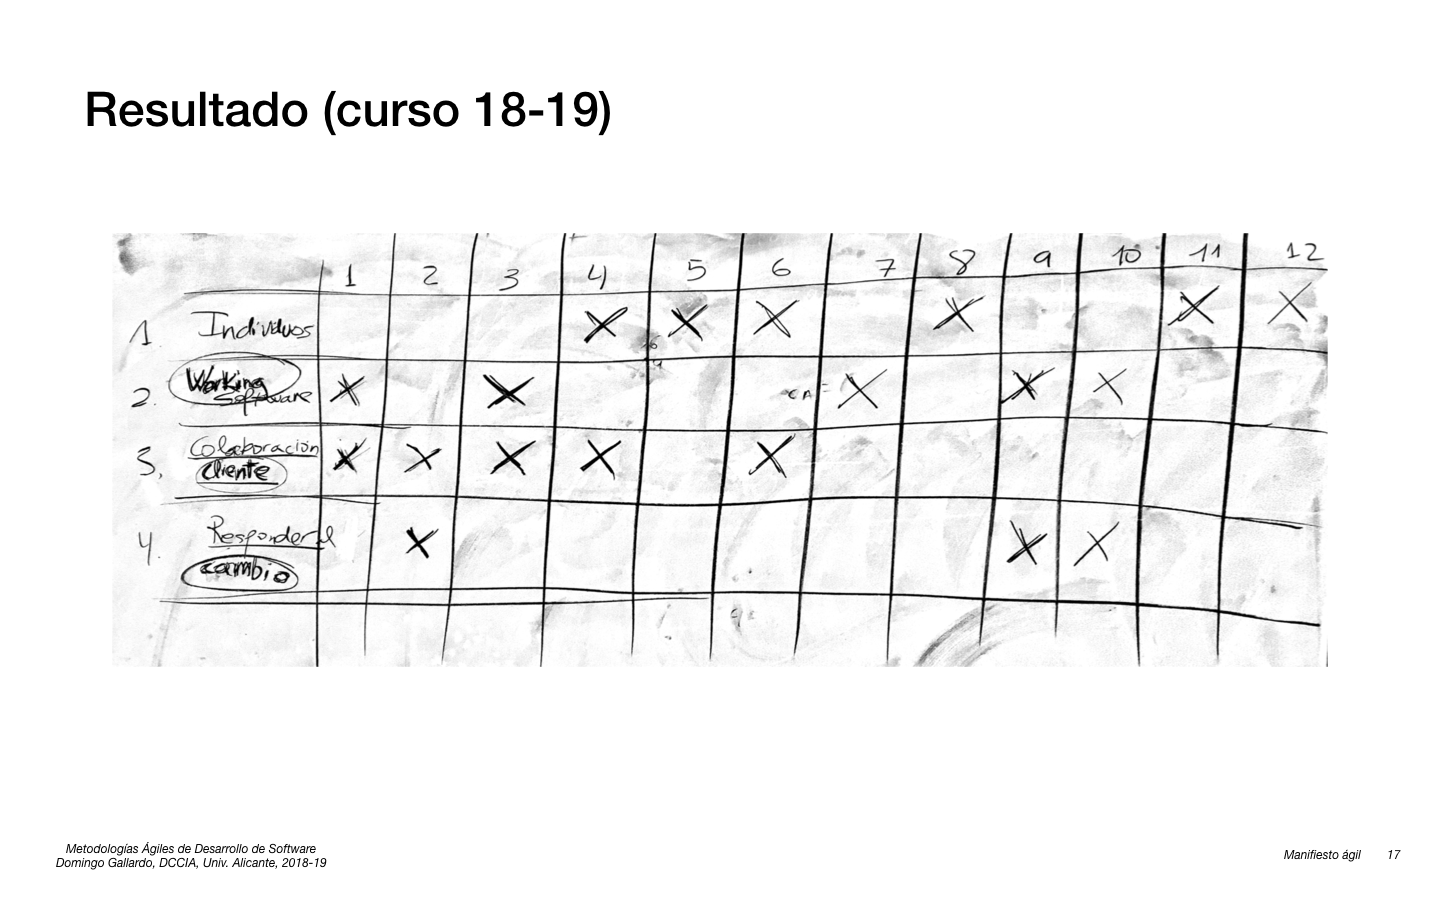 Resultado (curso 18-19)
1 2 3 4 5 6 7 8 9 10 11 12
1. Individuos X X X X X X
2. Working Software X X X X X
3. Colaboración cliente X X X X X
4. Responder al cambio X X X
Metodologías Ágiles de Desarrollo de Software
Domingo Gallardo, DCCIA, Univ. Alicante, 2018-19
Manifiesto ágil 17